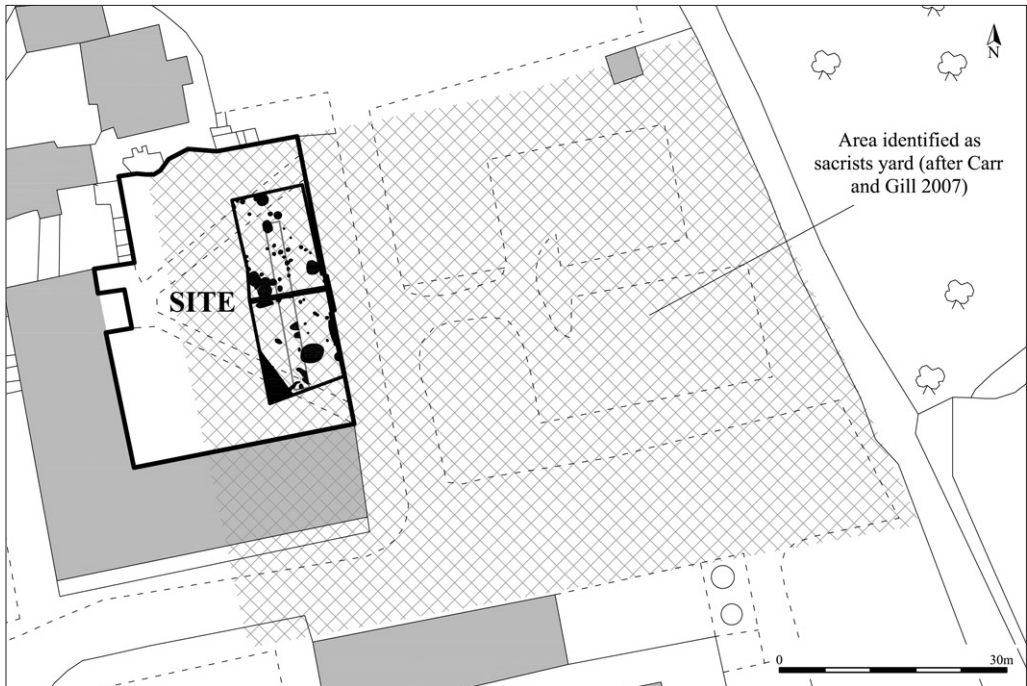 N
Area identified as
sacrists yard (after Carr
and Gill 2007)
SITE
0 30m